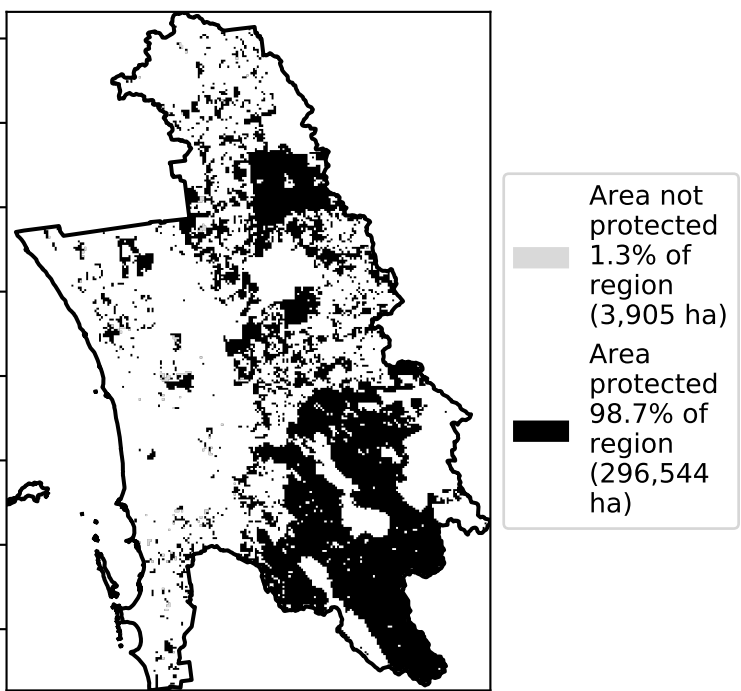 Area not
protected
1.3% of
region
(3,905 ha)
Area
protected
98.7% of
region
(296,544
ha)